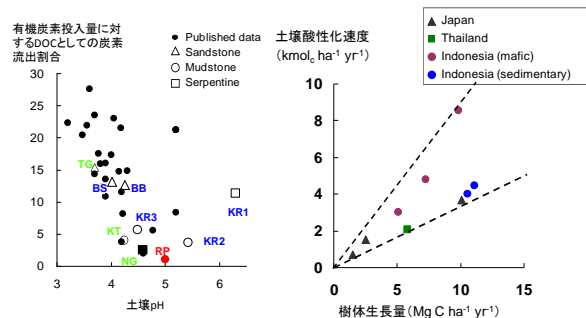 有機炭素投入量に対
するDOCとしての炭素
流出割合
Published data
Sandstone
Mudstone
Serpentine
30
25
20
15
10
5
0
TG
BS
BB
KR1
KR3
KT
KR2
RP
NG
3
4
5
6
土壌pH
土壌酸性化速度
(kmolc ha-1 yr-1)
Japan
Thailand
Indonesia (mafic)
Indonesia (sedimentary)
10
8
6
4
2
0
0
5
10
15
樹体生長量(Mg C ha-1 yr-1)